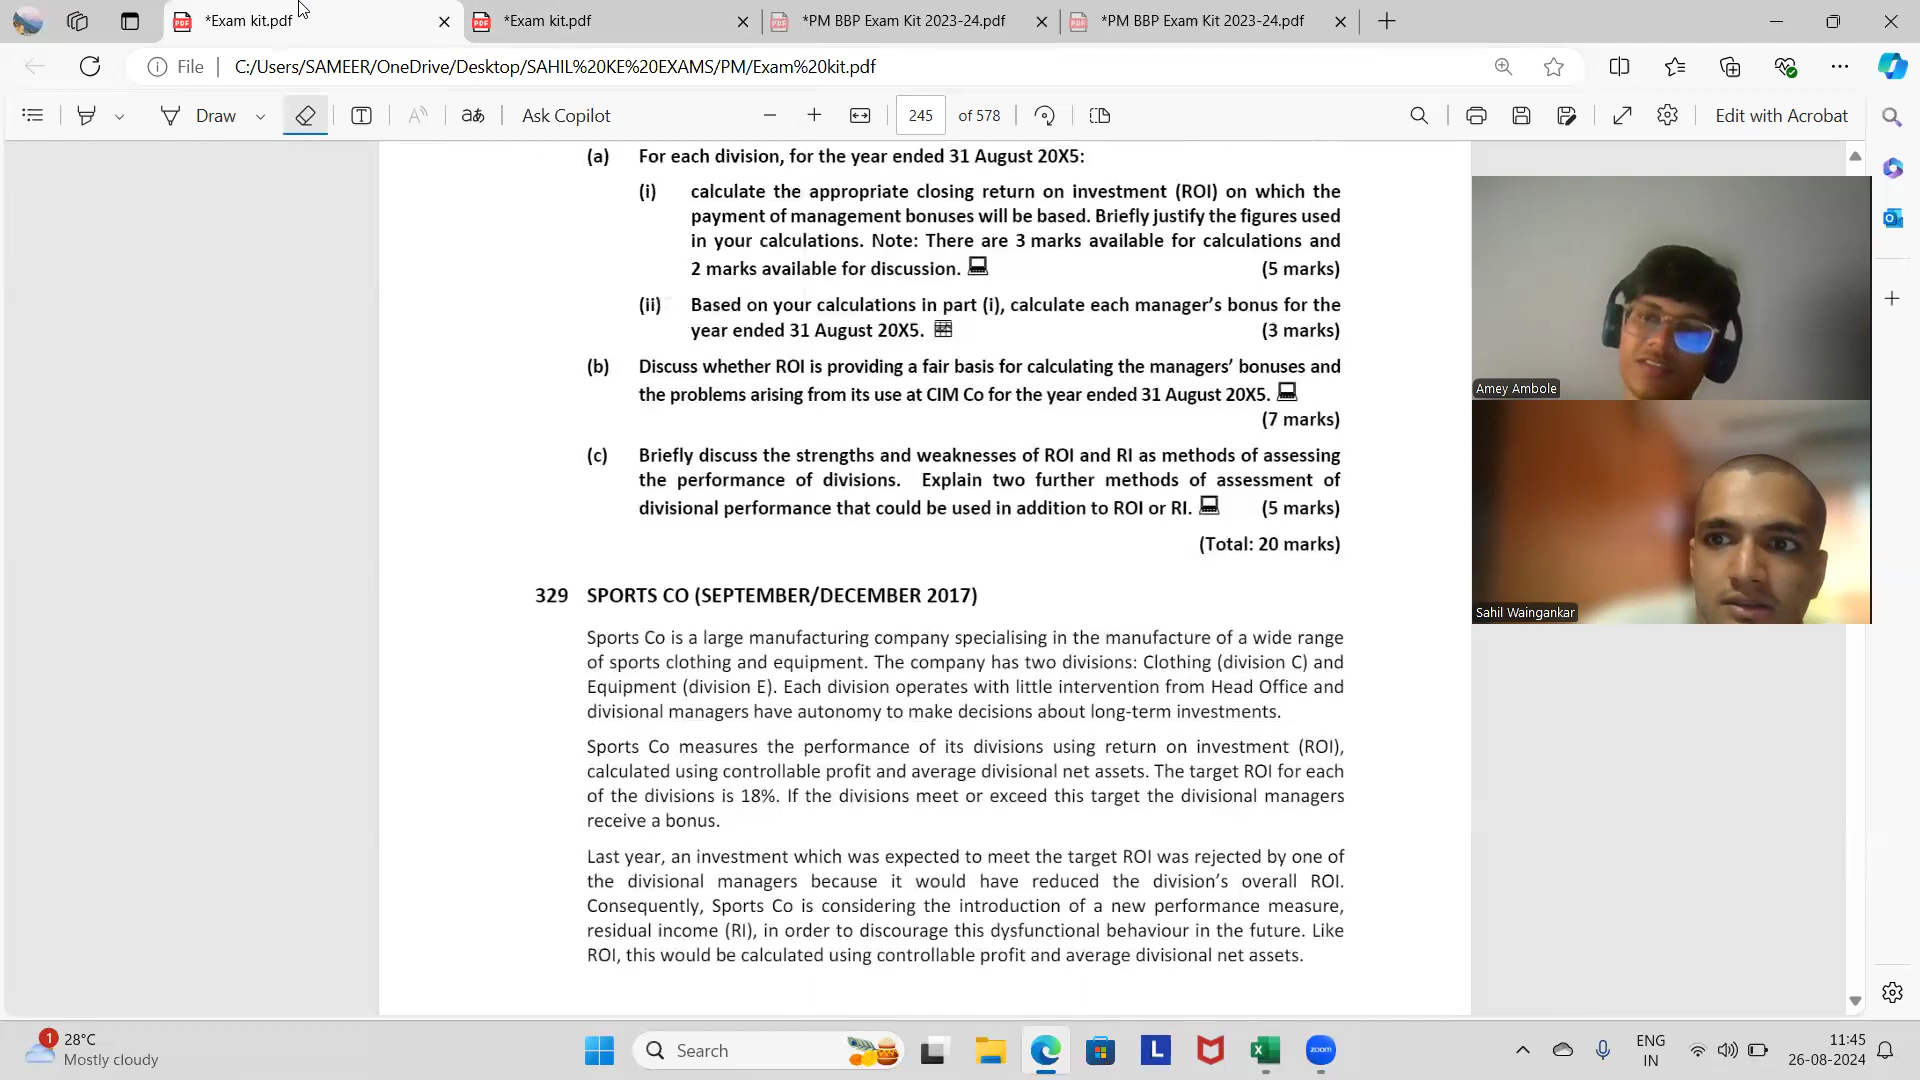 *Exam kit.pdf
*Exam kit.pdf
*PM BBP Exam Kit 2023-24.pdf
*PM BBP Exam Kit 2023-24.pdf
File
C:/Users/SAMEER/OneDrive/Desktop/SAHIL%20KE%20EXAMS/PM/Exam%20kit.pdf
Draw
Ask Copilot
245 of 578
Edit with Acrobat
(a) For each division, for the year ended 31 August 20X5:
(i) calculate the appropriate closing return on investment (ROI) on which the
payment of management bonuses will be based. Briefly justify the figures used
in your calculations. Note: There are 3 marks available for calculations and
2 marks available for discussion. (5 marks)
(ii) Based on your calculations in part (i), calculate each manager's bonus for the
year ended 31 August 20X5. (3 marks)
(b) Discuss whether ROI is providing a fair basis for calculating the managers' bonuses and
the problems arising from its use at CIM Co for the year ended 31 August 20X5.
(7 marks)
(c) Briefly discuss the strengths and weaknesses of ROI and RI as methods of assessing
the performance of divisions. Explain two further methods of assessment of
divisional performance that could be used in addition to ROI or RI. (5 marks)
(Total: 20 marks)
329 SPORTS CO (SEPTEMBER/DECEMBER 2017)
Sports Co is a large manufacturing company specialising in the manufacture of a wide range
of sports clothing and equipment. The company has two divisions: Clothing (division C) and
Equipment (division E). Each division operates with little intervention from Head Office and
divisional managers have autonomy to make decisions about long-term investments.
Sports Co measures the performance of its divisions using return on investment (ROI),
calculated using controllable profit and average divisional net assets. The target ROI for each
of the divisions is 18%. If the divisions meet or exceed this target the divisional managers
receive a bonus.
Last year, an investment which was expected to meet the target ROI was rejected by one of
the divisional managers because it would have reduced the division's overall ROI.
Consequently, Sports Co is considering the introduction of a new performance measure,
residual income (RI), in order to discourage this dysfunctional behaviour in the future. Like
ROI, this would be calculated using controllable profit and average divisional net assets.
Amey Ambole
Sahil Waingankar
1
28°C
Mostly cloudy
Search
L
zoom
ENG
IN
11:45
26-08-2024